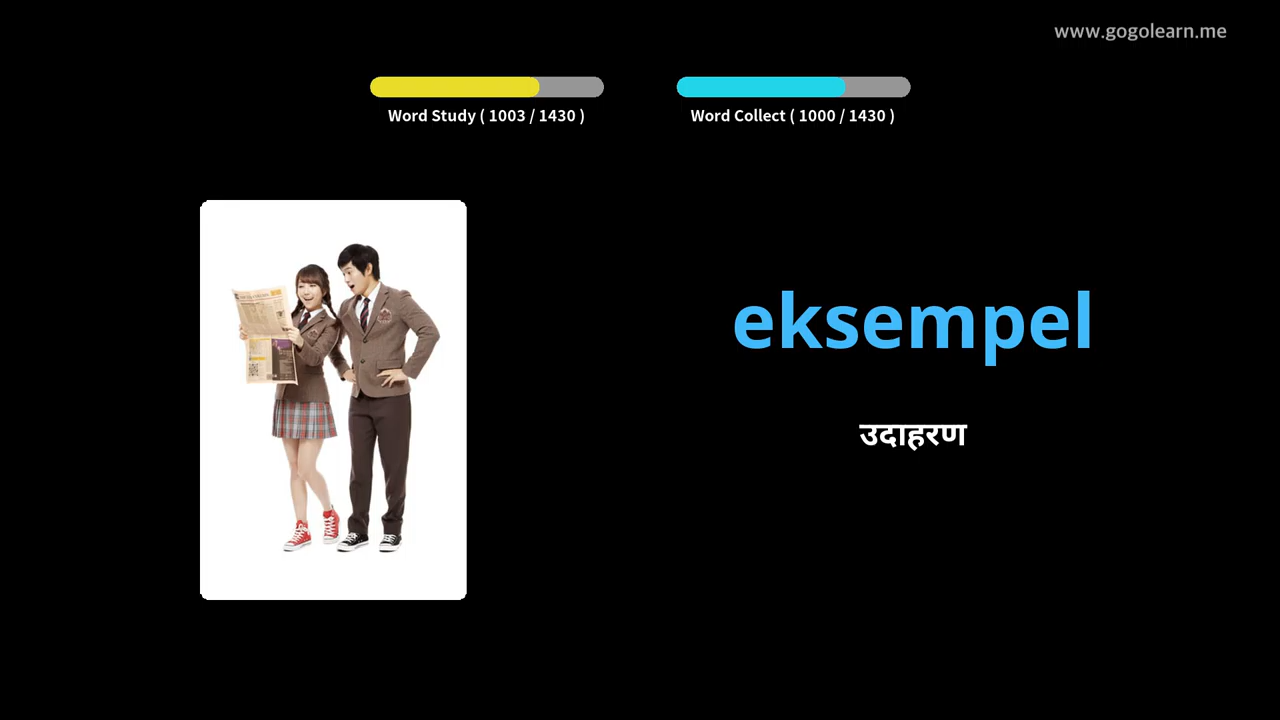 www.gogolearn.me
Word Study ( 1003 / 1430 )
Word Collect ( 1000 / 1430 )
eksempel
उदाहरण